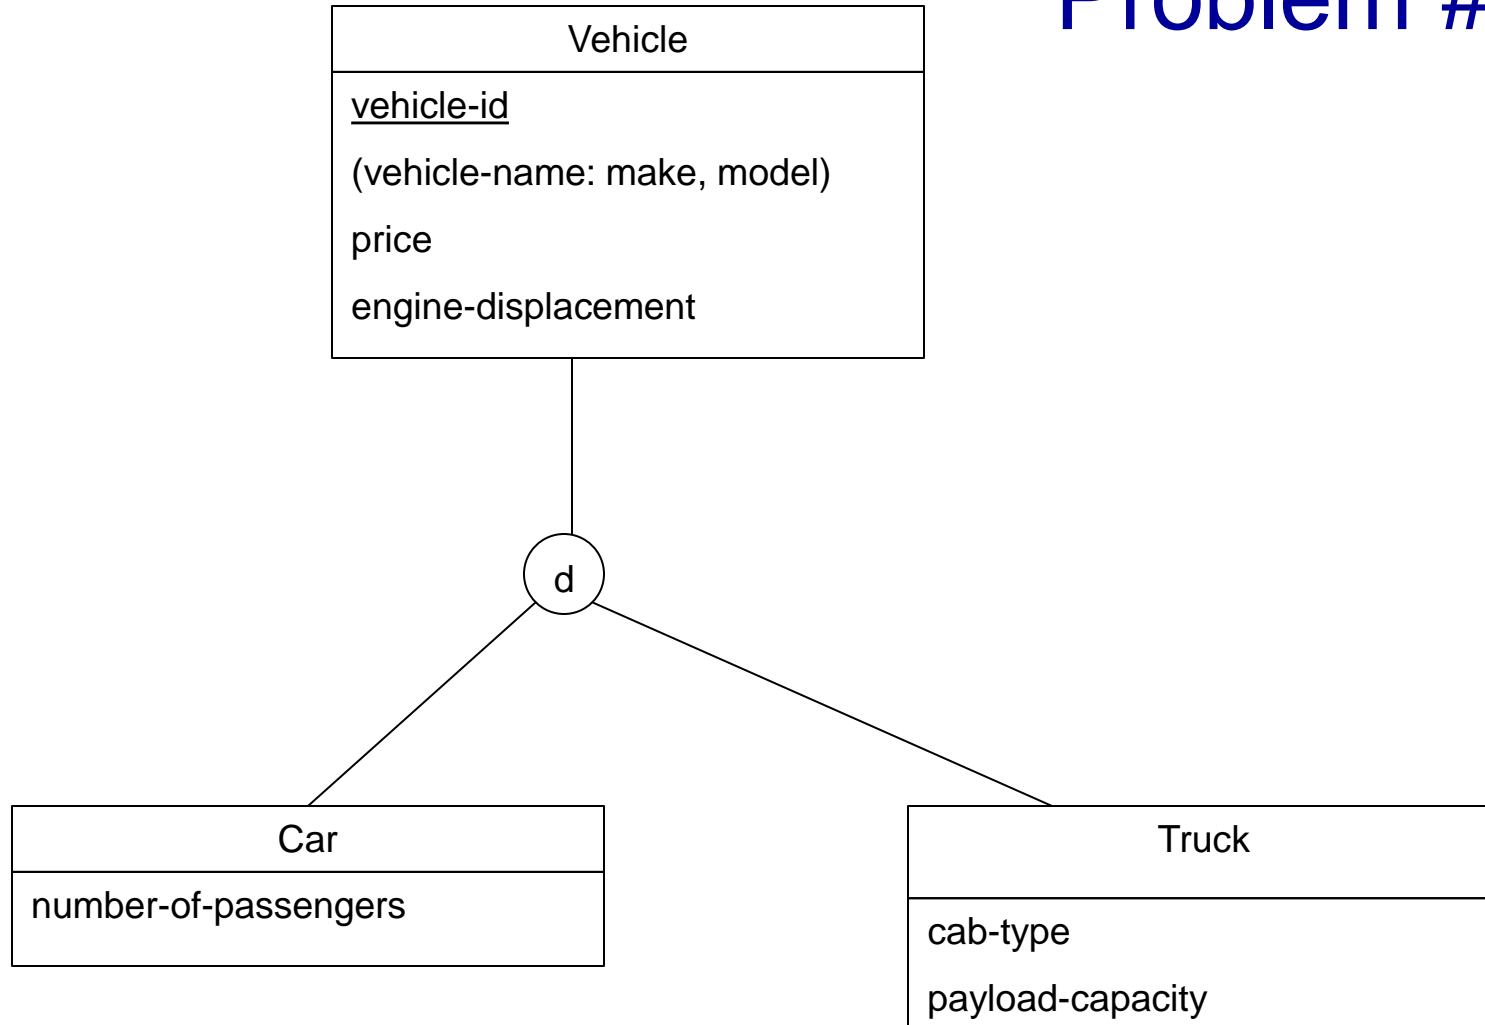 Problem #
Vehicle
vehicle-id
(vehicle-name: make, model)
price
engine-displacement
d
Car
number-of-passengers
Truck
cab-type
payload-capacity